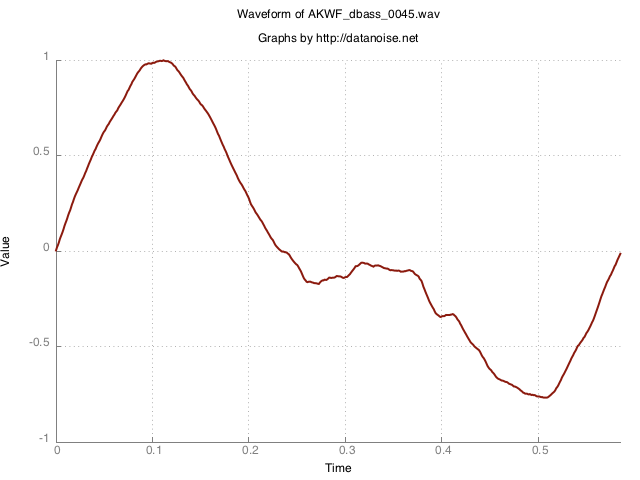 Waveform of AKWF_dbass_0045.wav
Graphs by http://datanoise.net
1
0.5
0
-0.5
-1
Value
0 0.1 0.2 0.3 0.4 0.5
Time